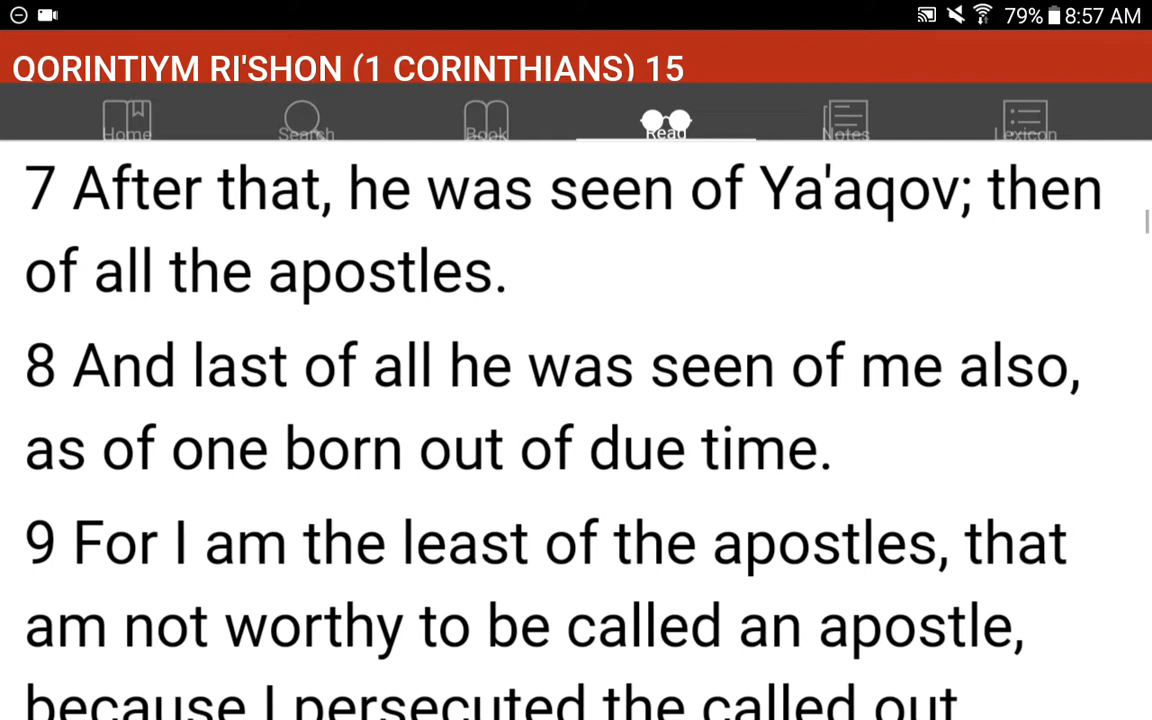 79% 8:57 AM
QORINTIYM RI'SHON (1 CORINTHIANS) 15
Home Search Book Read Notes Lexicon
7 After that, he was seen of Ya'aqov; then
of all the apostles.
8 And last of all he was seen of me also,
as of one born out of due time.
9 For I am the least of the apostles, that
am not worthy to be called an apostle,
because I persecuted the called out